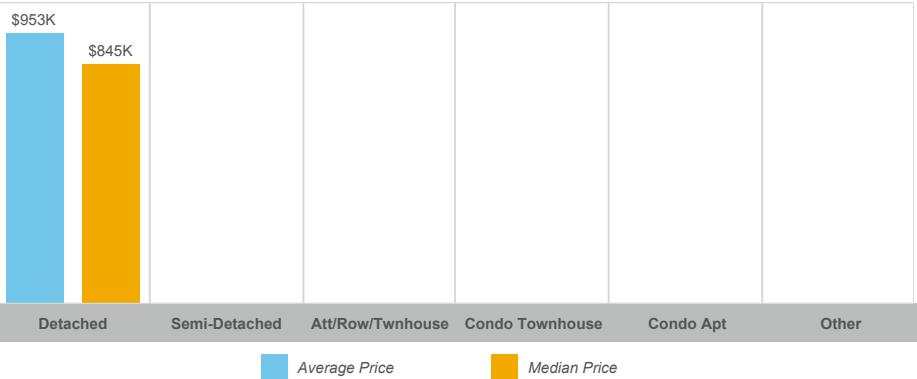 $953K
$845K
Detached Semi-Detached Att/Row/Twnhouse Condo Townhouse Condo Apt Other
Average Price Median Price